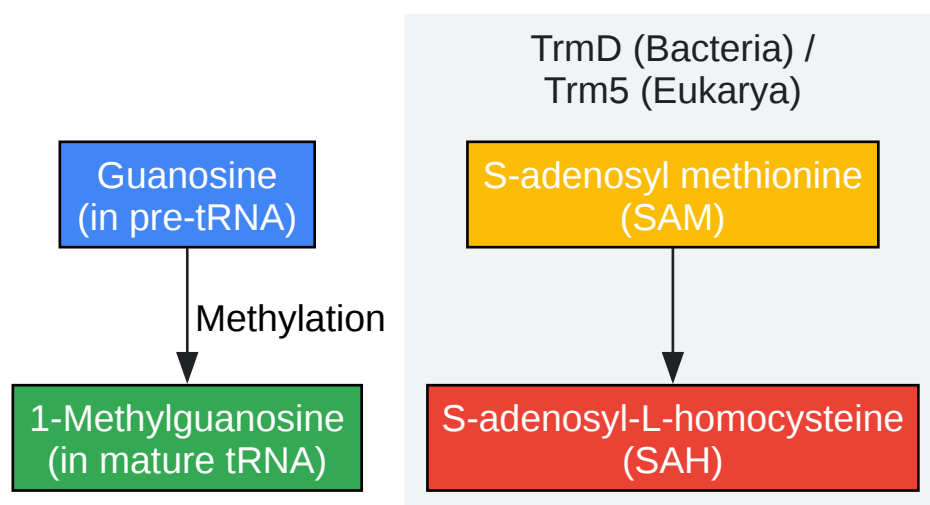 TrmD (Bacteria) /
Trm5 (Eukarya)
Guanosine
(in pre-tRNA)
S-adenosyl methionine
(SAM)
Methylation
1-Methylguanosine
(in mature tRNA)
S-adenosyl-L-homocysteine
(SAH)